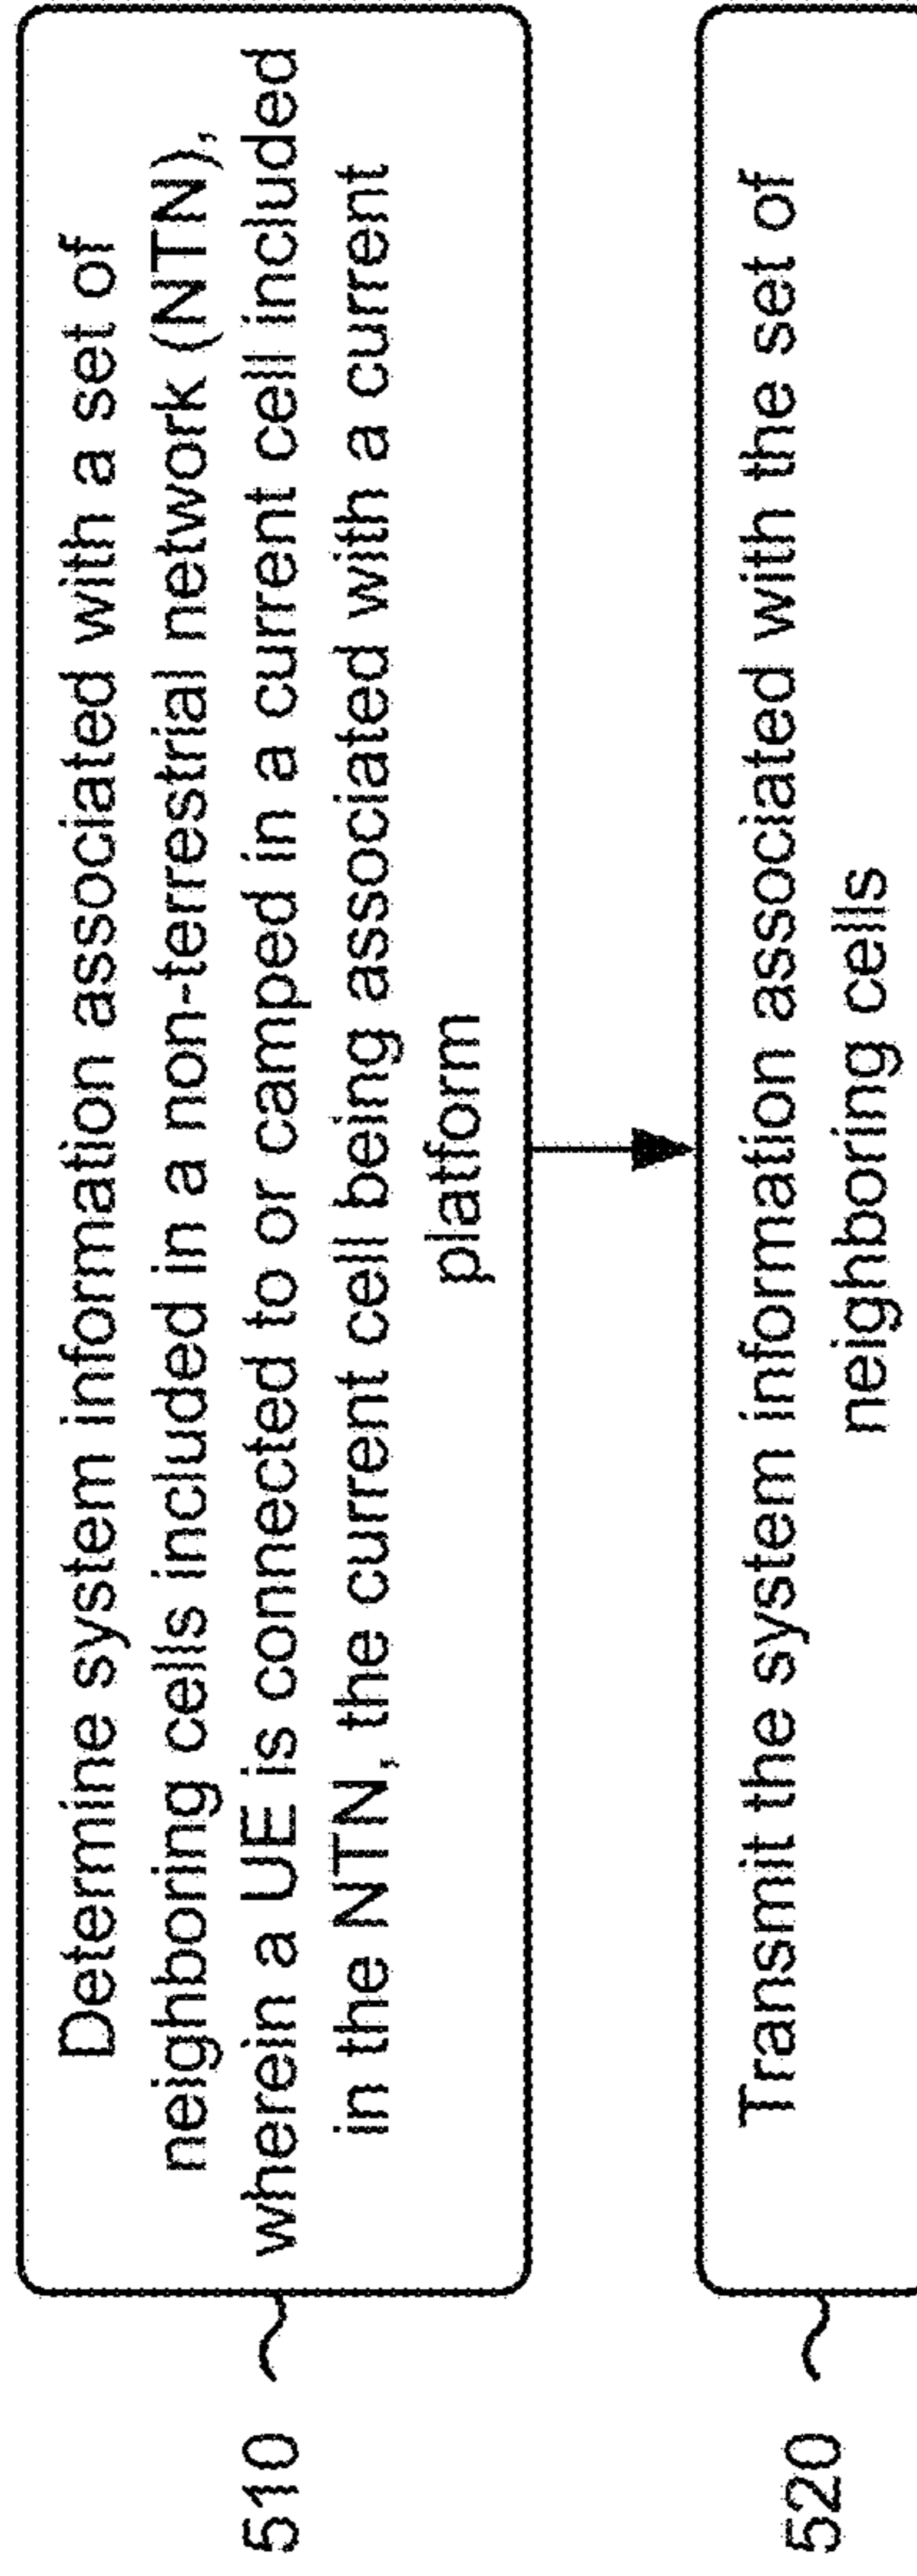 510
Determine system information associated with a set of
neighboring cells included in a non-terrestrial network (NTN),
wherein a UE is connected to or camped in a current cell included
in the NTN, the current cell being associated with a current
platform
520
Transmit the system information associated with the set of
neighboring cells